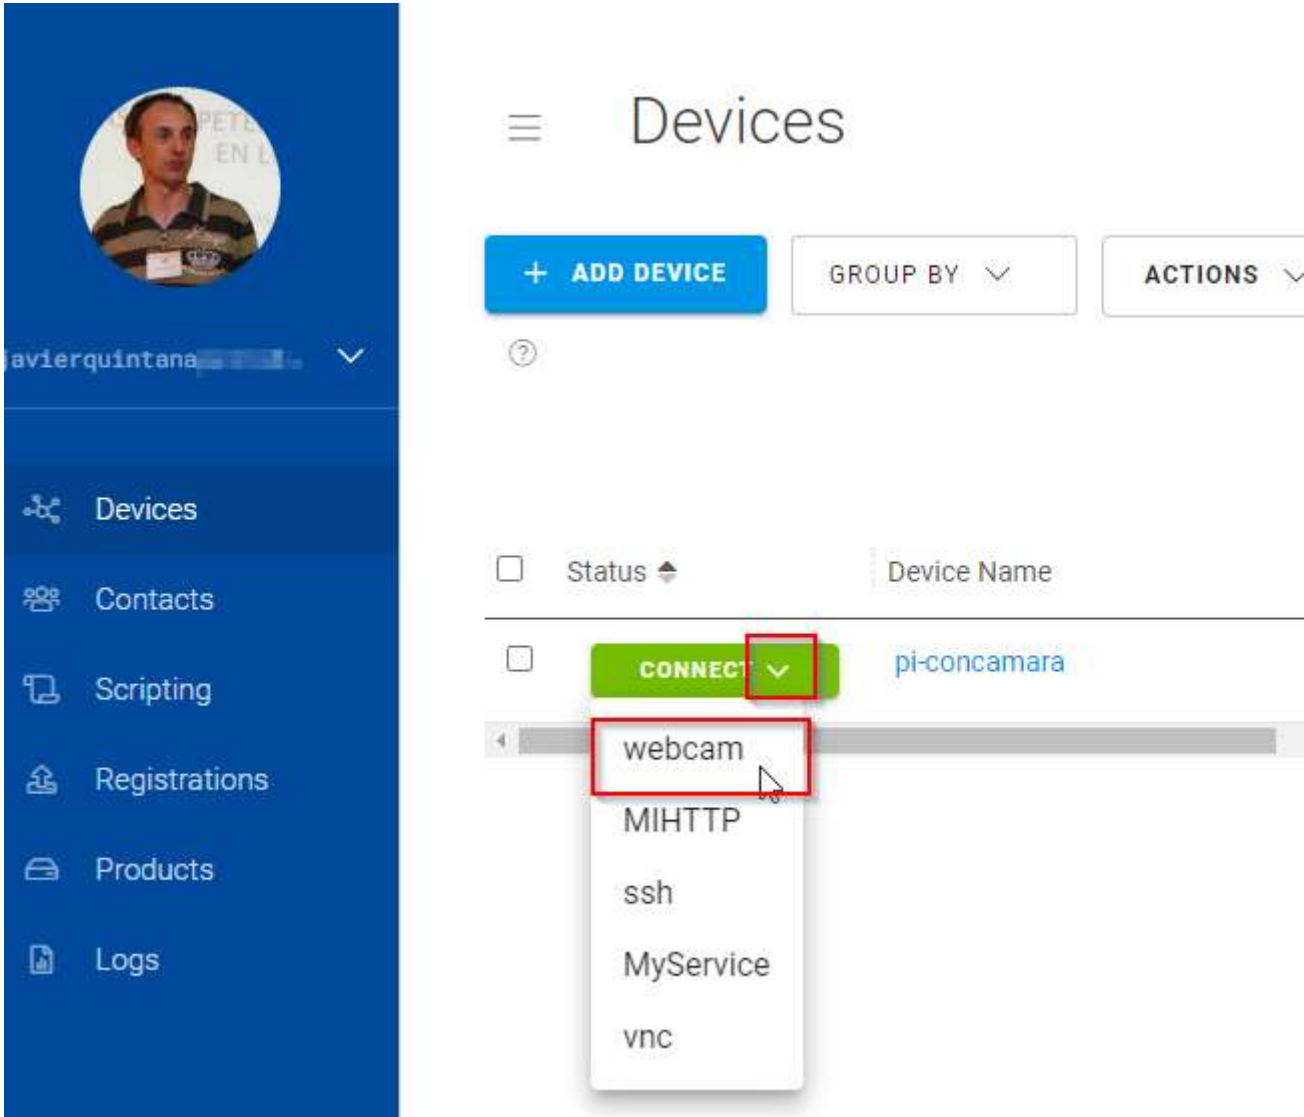 Devices
+ ADD DEVICE
GROUP BY
ACTIONS
?
javierquintana
Devices
Contacts
Scripting
Registrations
Products
Logs
Status
Device Name
CONNECT
pi-concamara
webcam
MIHTTP
ssh
MyService
vnc